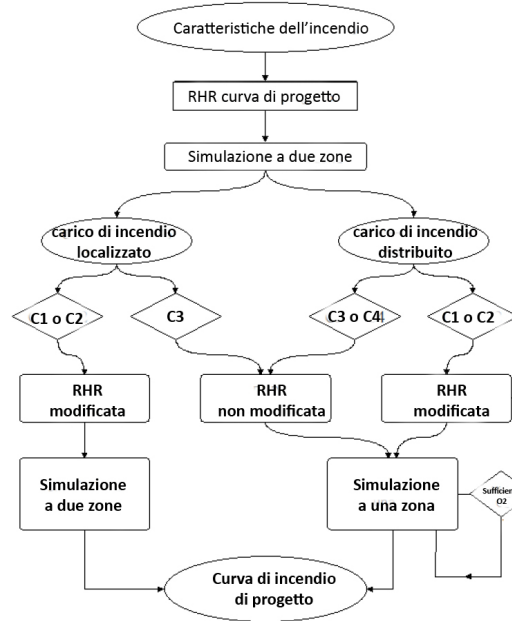 Caratteristiche dell'incendio
RHR curva di progetto
Simulazione a due zone
carico di incendio
localizzato
carico di incendio
distribuito
C1 o C2
C3
C3 o C4
C1 o C2
RHR
modificata
RHR
non modificata
RHR
modificata
Simulazione
a due zone
Simulazione
a una zona
O2
Curva di incendio
di progetto